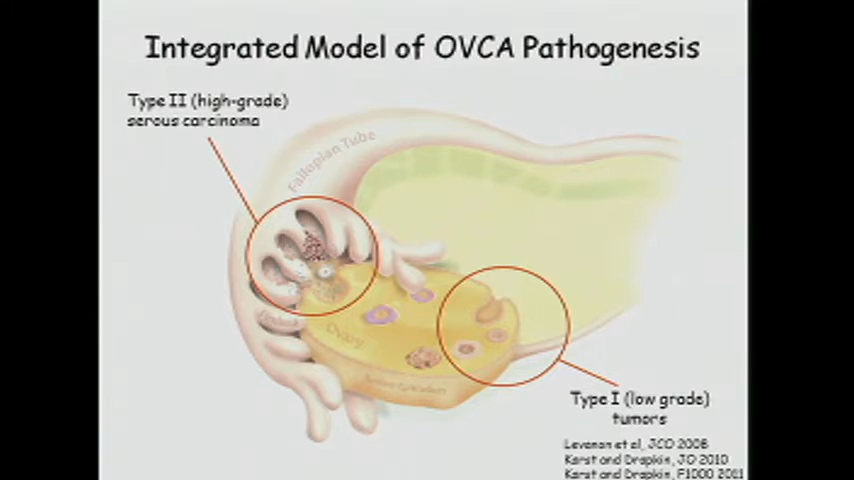 Integrated Model of OVCA Pathogenesis
Type II (high-grade)
serous carcinoma
Fallopian Tube
Fimbria
Ovary
Type I (low grade)
tumors
Levanon et al, JCO 2008
Karst and Drapkin, JO 2010
Karst and Drapkin, F1000 2011